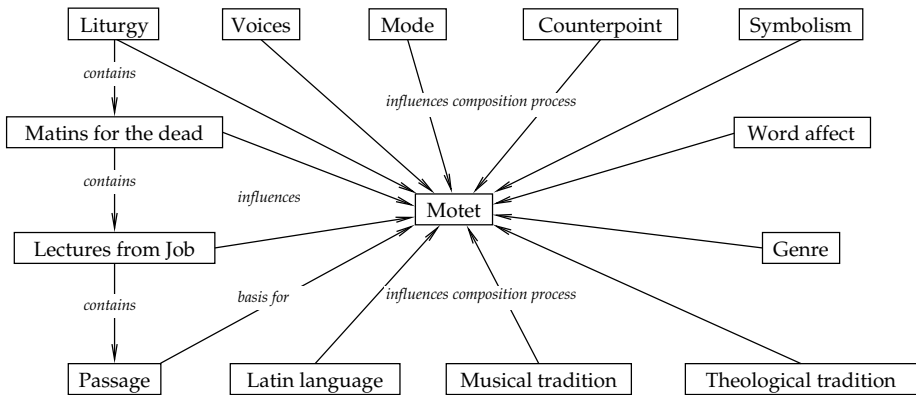 Liturgy
Voices
Mode
Counterpoint
Symbolism
contains
influences composition process
Matins for the dead
Word affect
contains
influences
Motet
Lectures from Job
Genre
contains
basis for
influences composition process
Passage
Latin language
Musical tradition
Theological tradition